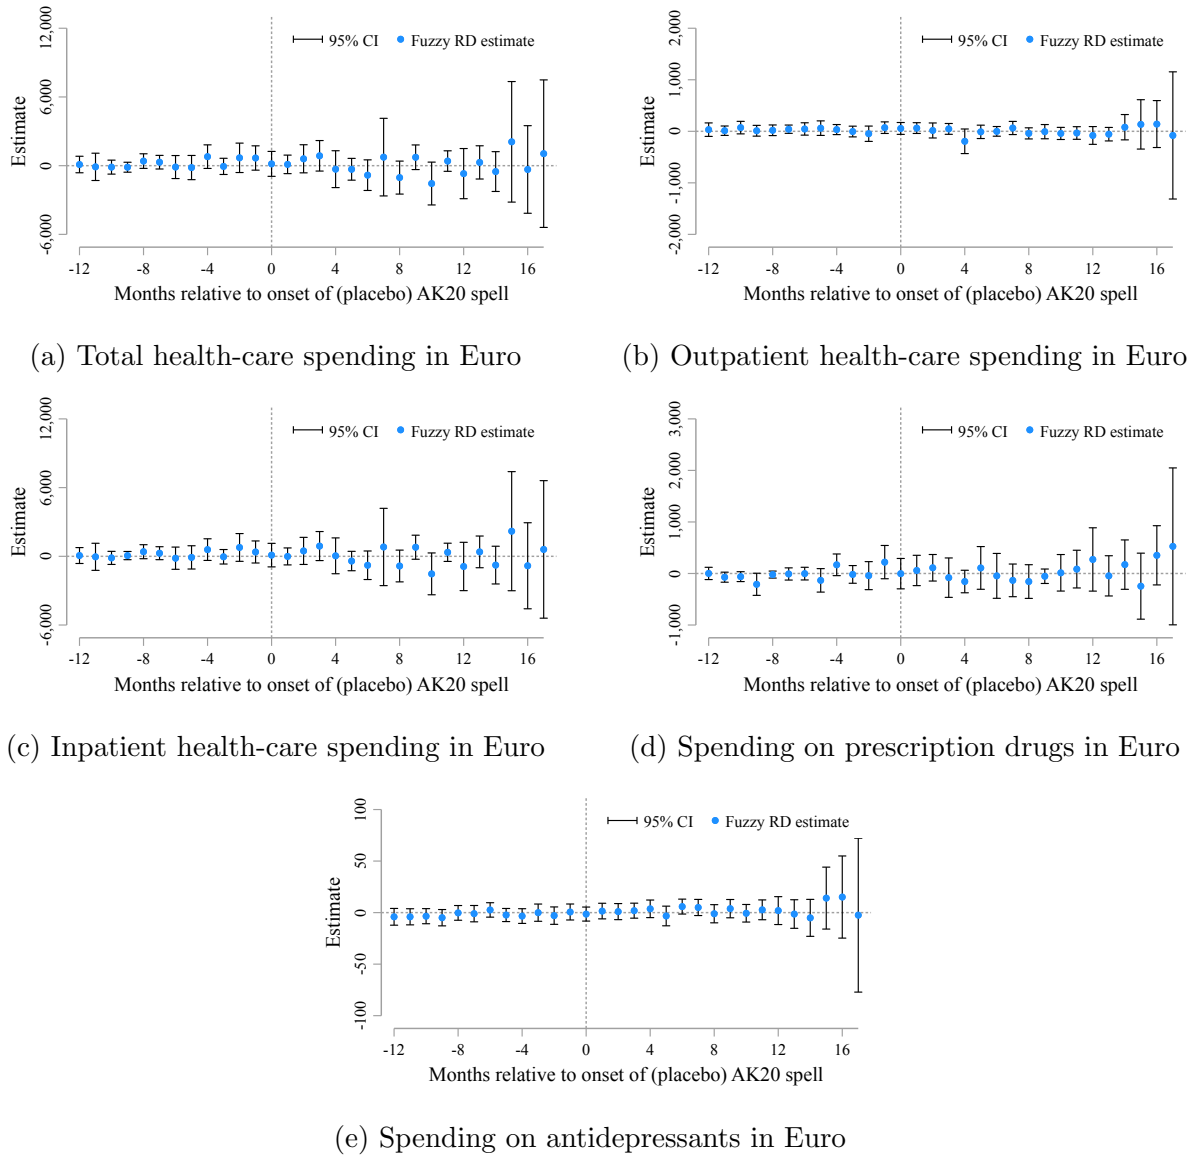 12,000
6,000
0
-6,000
Estimate
95% CI Fuzzy RD estimate
-12 -8 -4 0 4 8 12 16
Months relative to onset of (placebo) AK20 spell
(a) Total health-care spending in Euro
2,000
1,000
0
-1,000
-2,000
Estimate
95% CI Fuzzy RD estimate
-12 -8 -4 0 4 8 12 16
Months relative to onset of (placebo) AK20 spell
(b) Outpatient health-care spending in Euro
12,000
6,000
0
-6,000
Estimate
95% CI Fuzzy RD estimate
-12 -8 -4 0 4 8 12 16
Months relative to onset of (placebo) AK20 spell
(c) Inpatient health-care spending in Euro
3,000
2,000
1,000
0
-1,000
Estimate
95% CI Fuzzy RD estimate
-12 -8 -4 0 4 8 12 16
Months relative to onset of (placebo) AK20 spell
(d) Spending on prescription drugs in Euro
100
50
0
-50
-100
Estimate
95% CI Fuzzy RD estimate
-12 -8 -4 0 4 8 12 16
Months relative to onset of (placebo) AK20 spell
(e) Spending on antidepressants in Euro